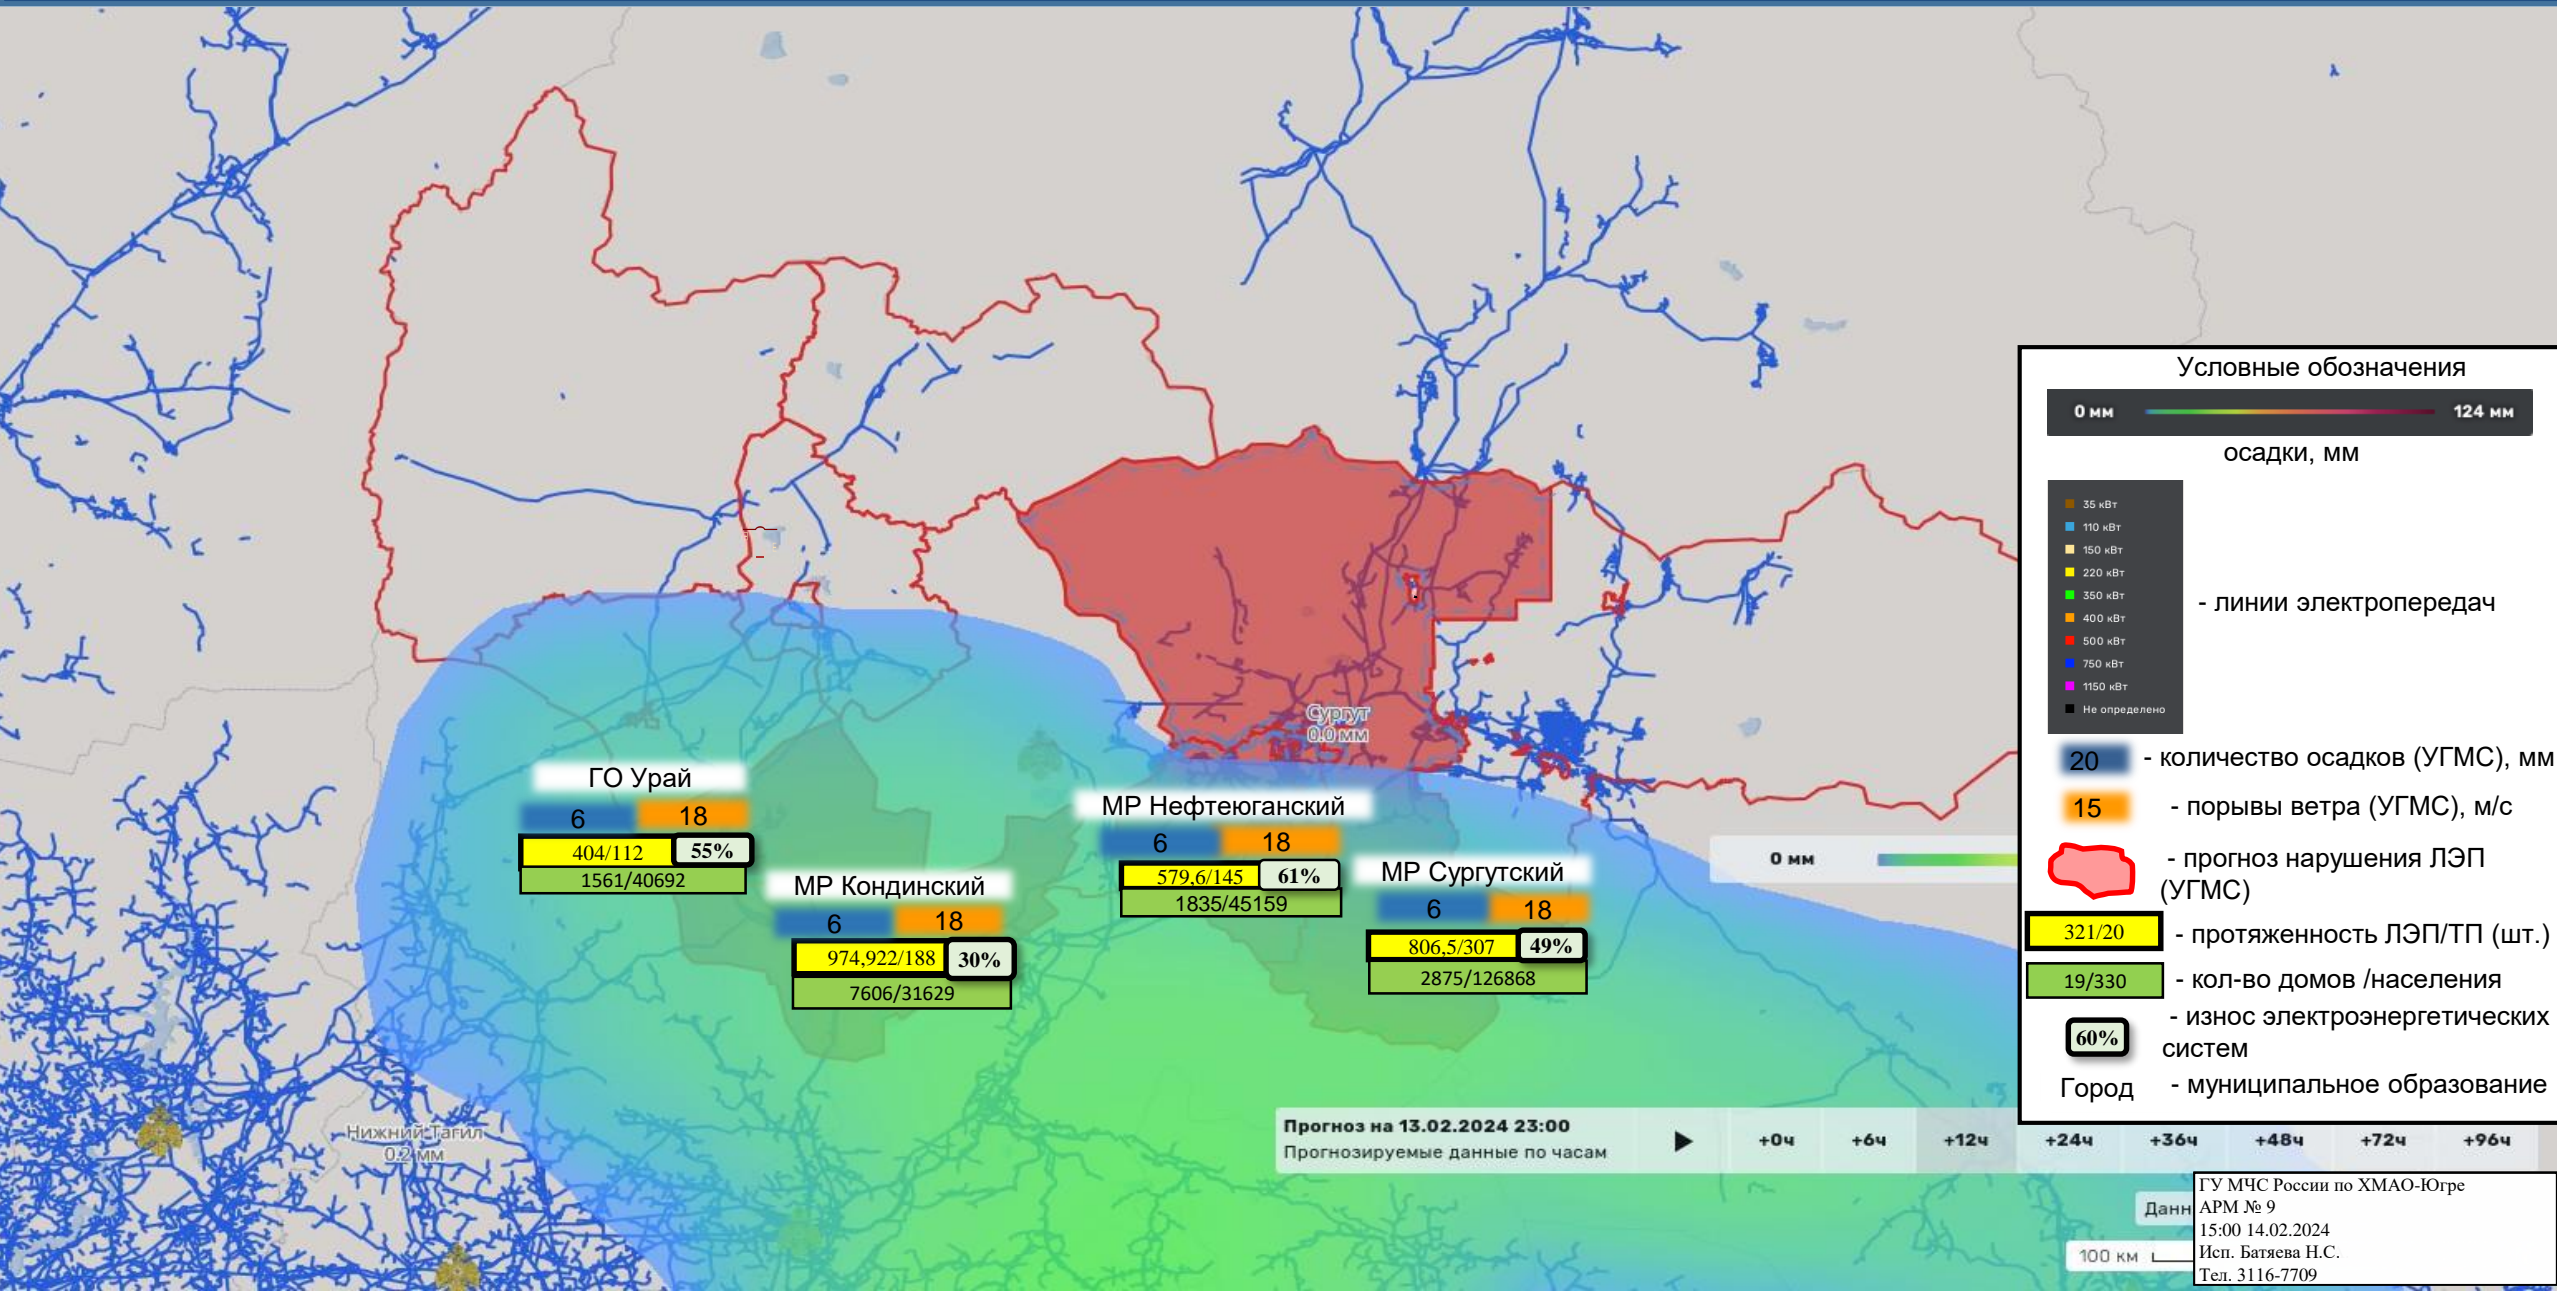 Сургут
0.0 мм
ГО Урай
6 18
404/112 55%
1561/40692
МР Кондинский
6 18
974,922/188 30%
7606/31629
МР Нефтеюганский
6 18
579,6/145 61%
1835/45159
МР Сургутский
6 18
806,5/307 49%
2875/126868
0 мм
Нижний Тагил
0.2 мм
Прогноз на 13.02.2024 23:00
Прогнозируемые данные по часам
+0ч +6ч +12ч +24ч +36ч +48ч +72ч +96ч
Условные обозначения
0 мм 124 мм
осадки, мм
35 кВт
110 кВт
150 кВт
220 кВт
350 кВт
400 кВт
500 кВт
750 кВт
1150 кВт
Не определено
- линии электропередач
20 - количество осадков (УГМС), мм
15 - порывы ветра (УГМС), м/с
- прогноз нарушения ЛЭП
(УГМС)
321/20 - протяженность ЛЭП/ТП (шт.)
19/330 - кол-во домов /населения
60% - износ электроэнергетических
систем
Город - муниципальное образование
Данн
100 км
ГУ МЧС России по ХМАО-Югре
АРМ № 9
15:00 14.02.2024
Исп. Батяева Н.С.
Тел. 3116-7709